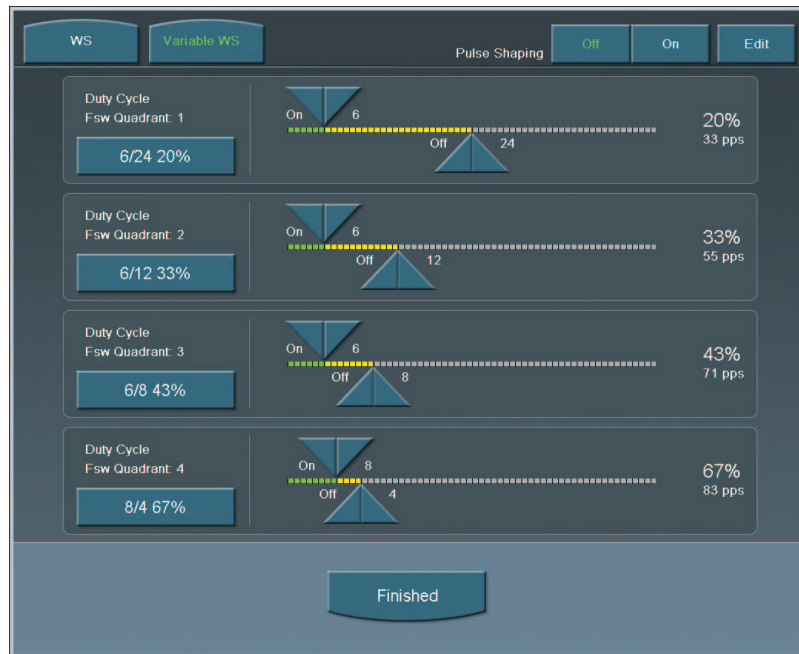 WS
Variable WS
Pulse Shaping
Off
On
Edit
Duty Cycle
Fsw Quadrant: 1
6/24 20%
On 6
Off 24
20%
33 pps
Duty Cycle
Fsw Quadrant: 2
6/12 33%
On 6
Off 12
33%
55 pps
Duty Cycle
Fsw Quadrant: 3
6/8 43%
On 6
Off 8
43%
71 pps
Duty Cycle
Fsw Quadrant: 4
8/4 67%
On 8
Off 4
67%
83 pps
Finished